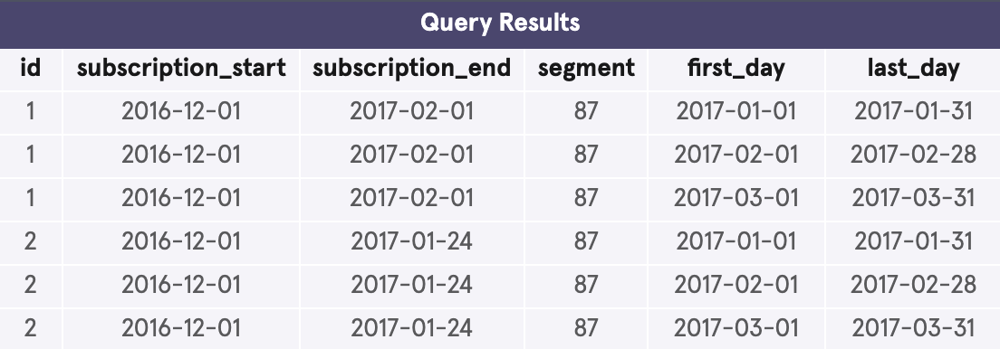 Query Results
id subscription_start subscription_end segment first_day last_day
1 2016-12-01 2017-02-01 87 2017-01-01 2017-01-31
1 2016-12-01 2017-02-01 87 2017-02-01 2017-02-28
1 2016-12-01 2017-02-01 87 2017-03-01 2017-03-31
2 2016-12-01 2017-01-24 87 2017-01-01 2017-01-31
2 2016-12-01 2017-01-24 87 2017-02-01 2017-02-28
2 2016-12-01 2017-01-24 87 2017-03-01 2017-03-31